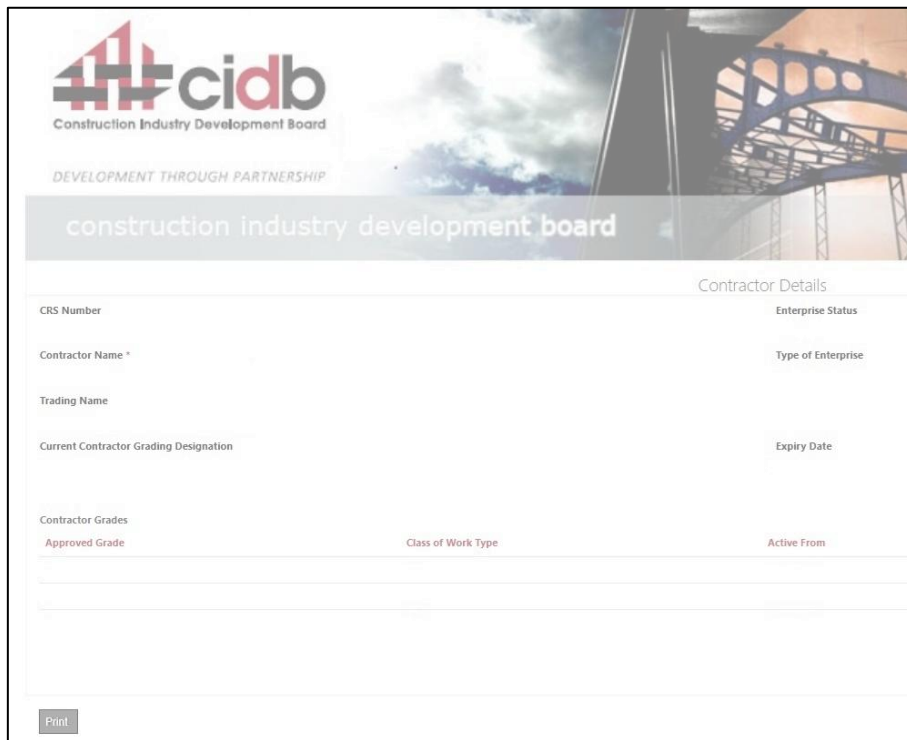 cidb
Construction Industry Development Board
DEVELOPMENT THROUGH PARTNERSHIP
construction industry development board
Contractor Details
CRS Number Enterprise Status
Contractor Name * Type of Enterprise
Trading Name
Current Contractor Grading Designation Expiry Date
Contractor Grades
Approved Grade Class of Work Type Active From
Print